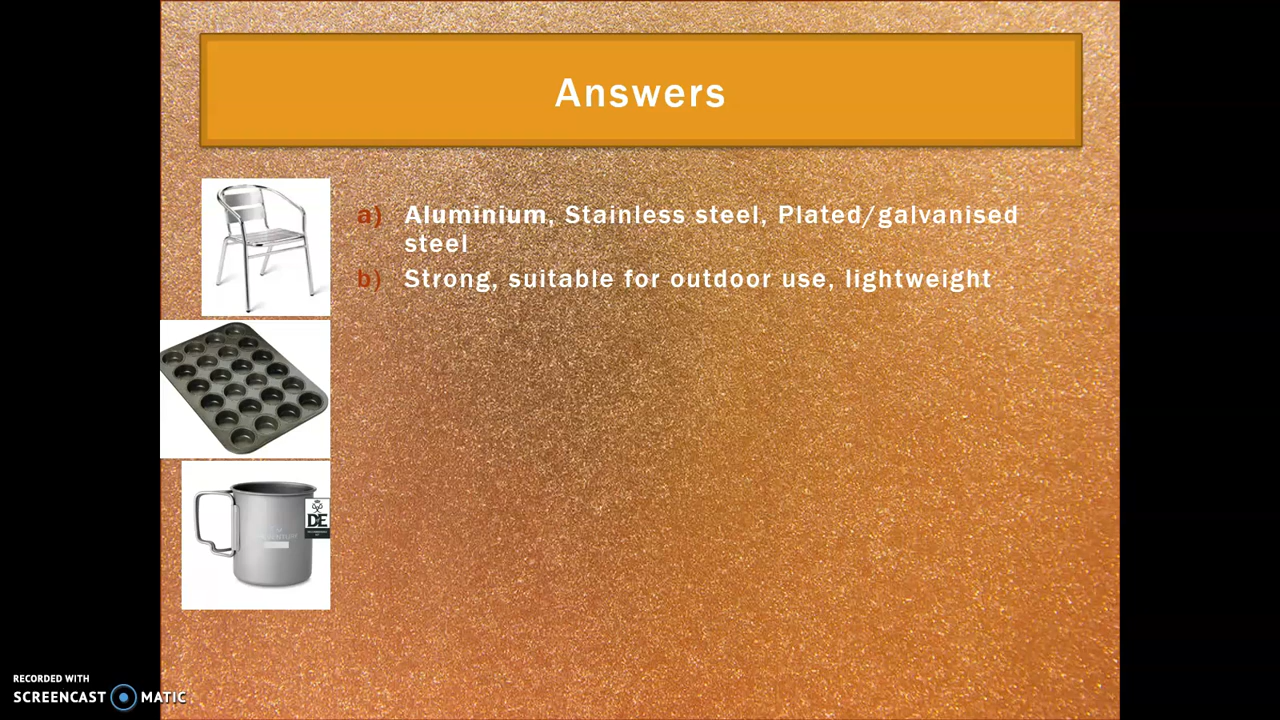 Answers
a) Aluminium, Stainless steel, Plated/galvanised
steel
b) Strong, suitable for outdoor use, lightweight
DE
RECORDED WITH
SCREENCAST MATIC